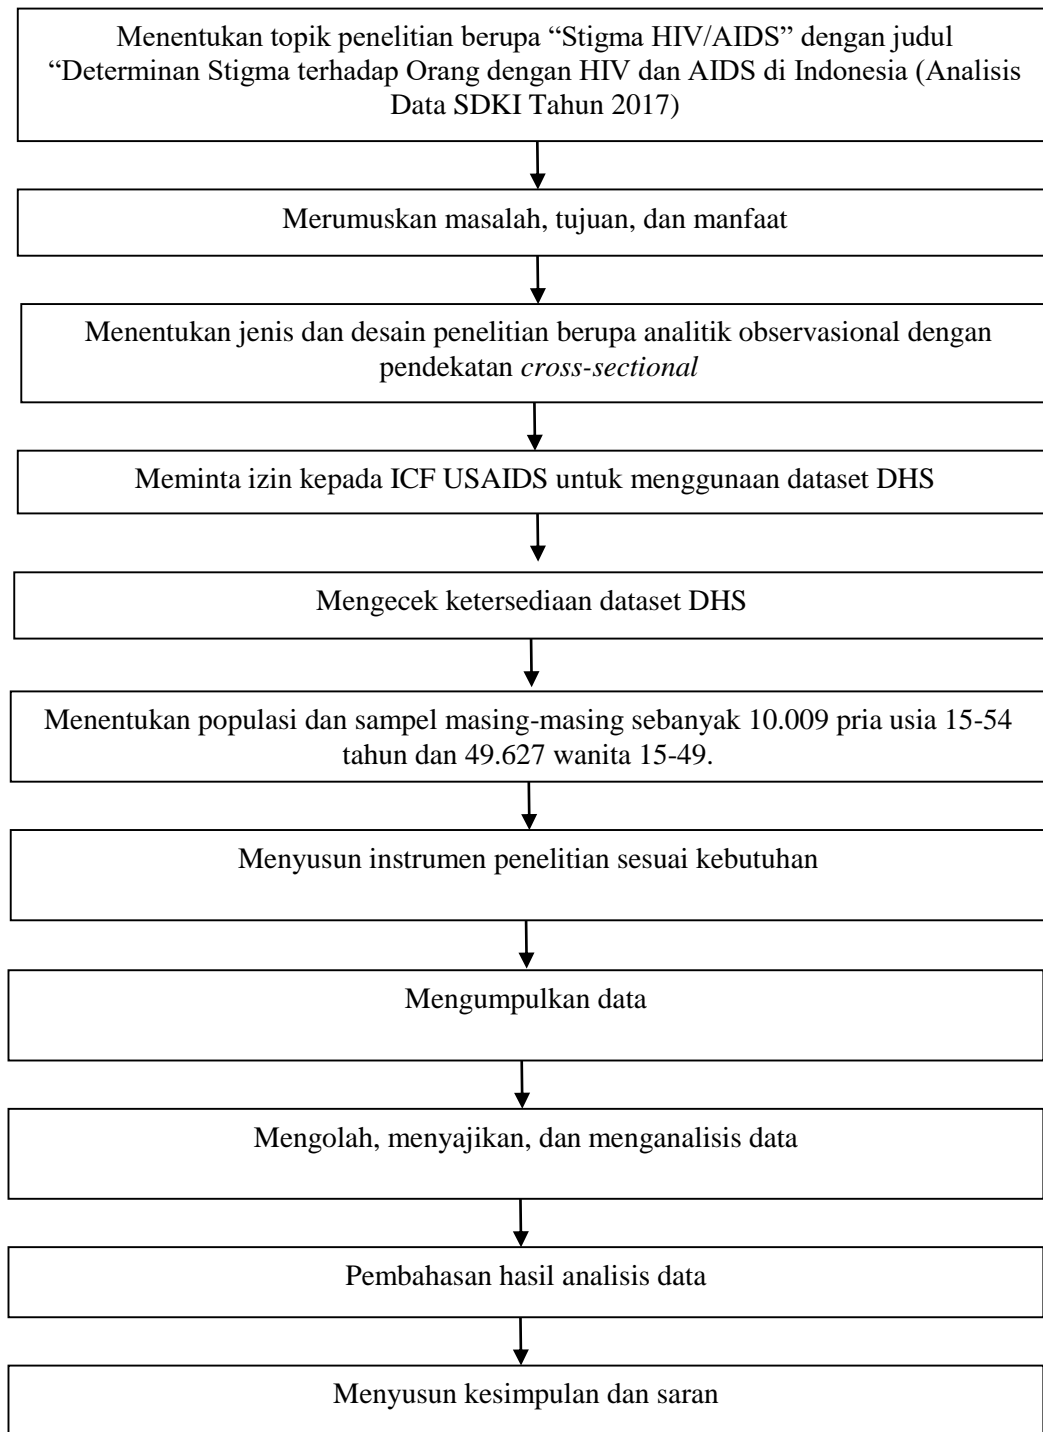 Menentukan topik penelitian berupa “Stigma HIV/AIDS” dengan judul
“Determinan Stigma terhadap Orang dengan HIV dan AIDS di Indonesia (Analisis
Data SDKI Tahun 2017)
Merumuskan masalah, tujuan, dan manfaat
Menentukan jenis dan desain penelitian berupa analitik observasional dengan
pendekatan cross-sectional
Meminta izin kepada ICF USAIDS untuk menggunaan dataset DHS
Mengecek ketersediaan dataset DHS
Menentukan populasi dan sampel masing-masing sebanyak 10.009 pria usia 15-54
tahun dan 49.627 wanita 15-49.
Menyusun instrumen penelitian sesuai kebutuhan
Mengumpulkan data
Mengolah, menyajikan, dan menganalisis data
Pembahasan hasil analisis data
Menyusun kesimpulan dan saran